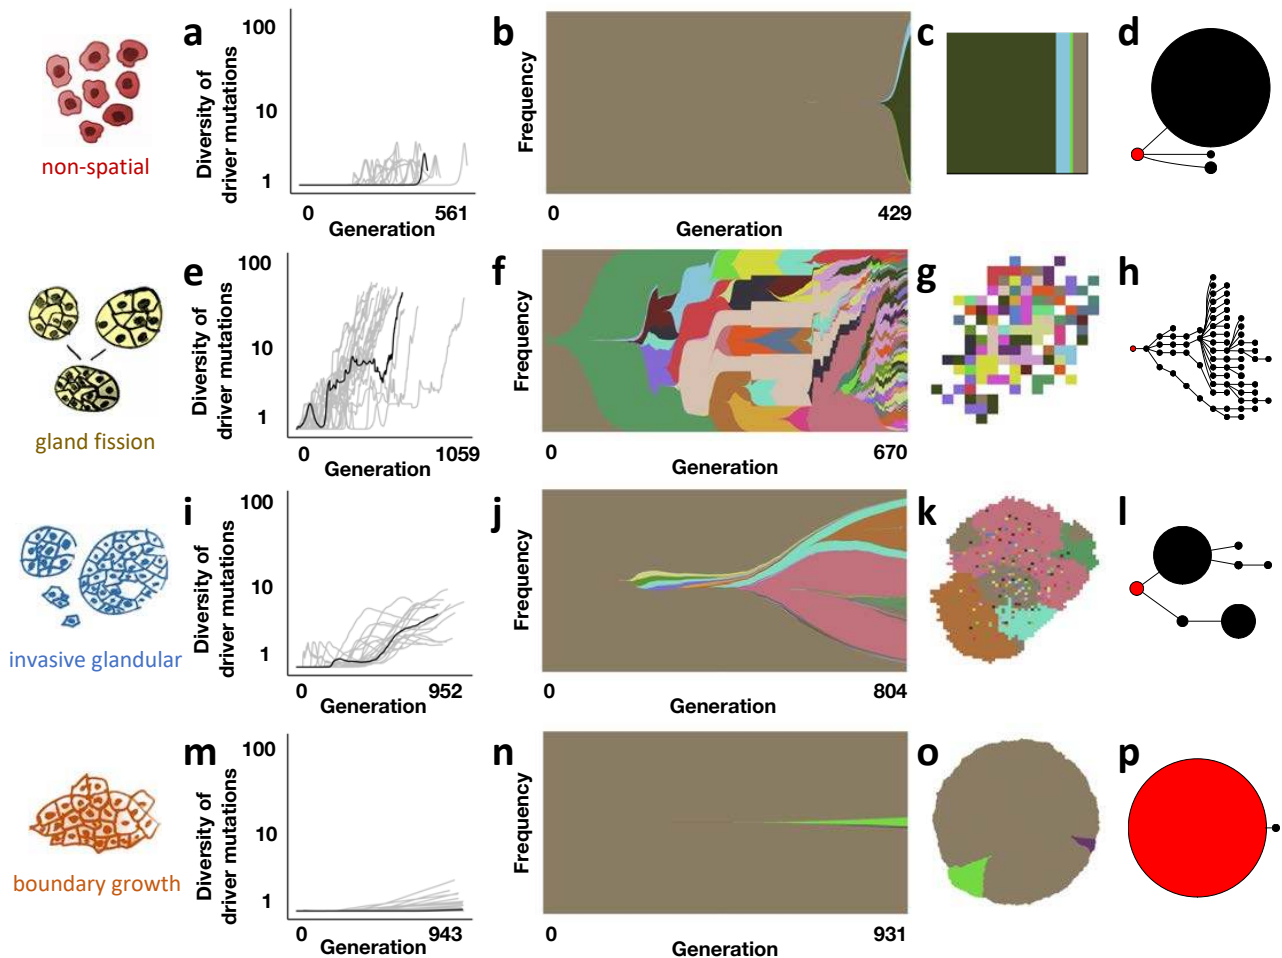 a
b
c
d
Diversity of
driver mutations
100
10
1
0
561
Generation
Frequency
0
429
Generation
non-spatial
e
f
g
h
Diversity of
driver mutations
100
10
1
0
1059
Generation
Frequency
0
670
Generation
gland fission
i
j
k
l
Diversity of
driver mutations
100
10
1
0
952
Generation
Frequency
0
804
Generation
invasive glandular
m
n
o
p
Diversity of
driver mutations
100
10
1
0
943
Generation
Frequency
0
931
Generation
boundary growth